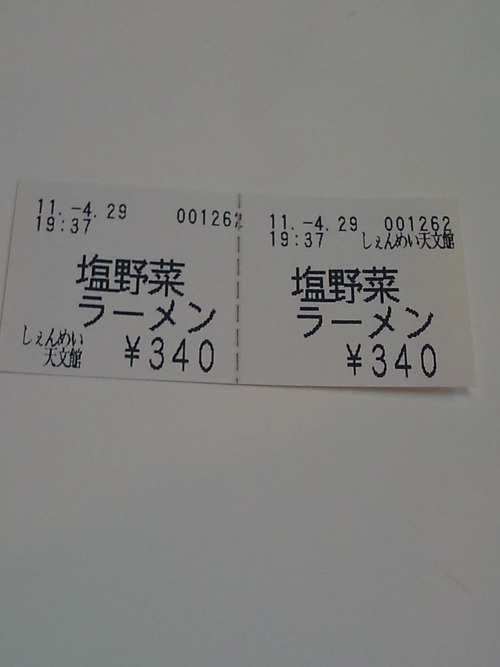 11.-4.29 001262
19:37
塩野菜
ラーメン
しぇんめい
天文館
¥340
11.-4.29 001262
19:37 しぇんめい天文館
塩野菜
ラーメン
¥340